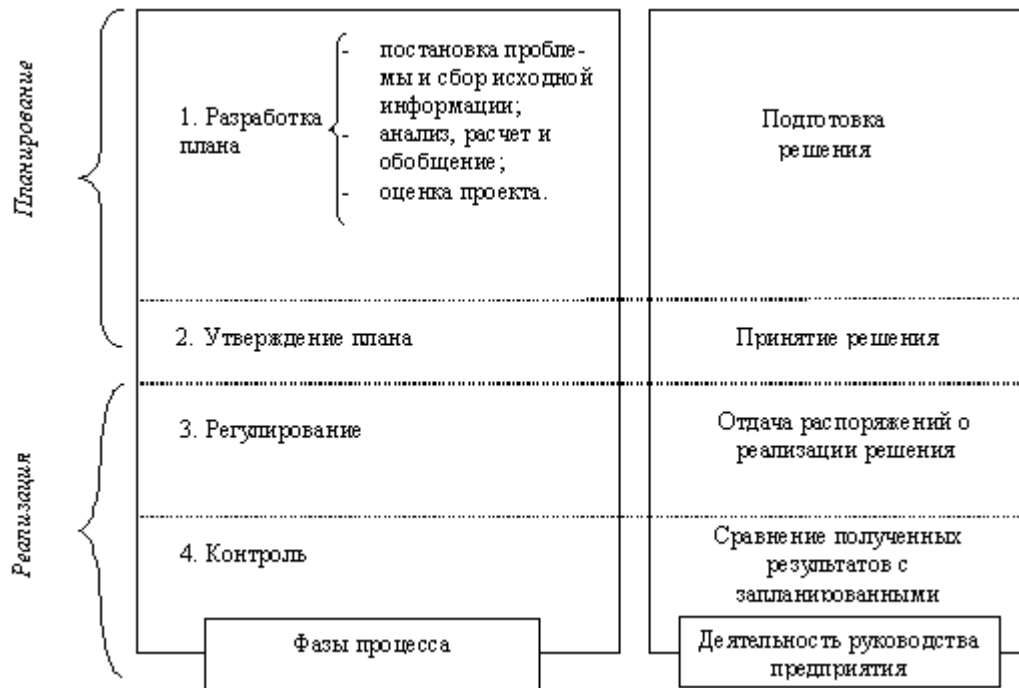 Планирование
1. Разработка
плана
- постановка пробле-
мы и сбор исходной
информации;
- анализ, расчет и
обобщение;
- оценка проекта.
Подготовка
решения
2. Утверждение плана
Принятие решения
Реализация
3. Регулирование
Отдача распоряжений о
реализации решения
4. Контроль
Сравнение полученных
результатов с
запланированными
Фазы процесса
Деятельность руководства
предприятия